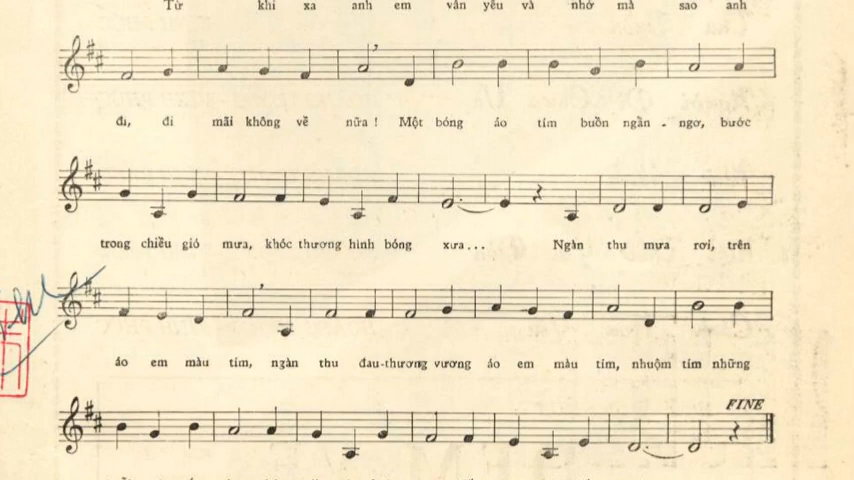 Từ khi xa anh em vẫn yêu và nhớ mà sao anh
đi, đi mãi không về nữa ! Một bóng áo tím buồn ngẩn - ngơ, bước
trong chiều gió mưa, khóc thương hình bóng xưa... Ngàn thu mưa rơi, trên
áo em màu tím, ngàn thu đau-thương vương áo em màu tím, nhuộm tím những
FINE